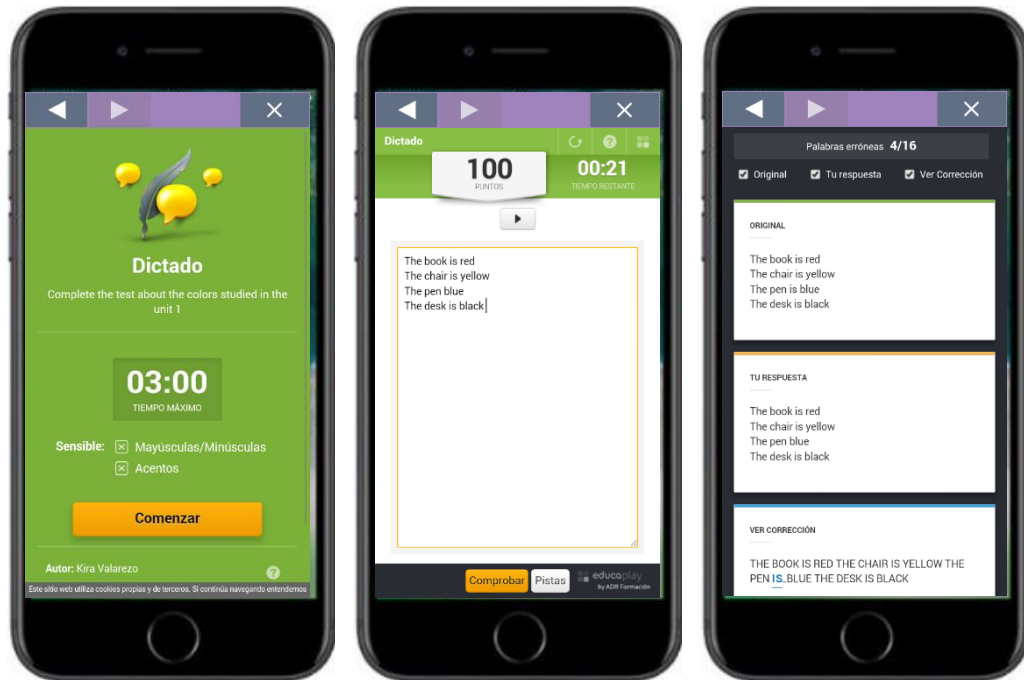 Dictado
Complete the test about the colors studied in the
unit 1
03:00
TIEMPO MÁXIMO
Sensible: Mayúsculas/Minúsculas
Acentos
Comenzar
Autor: Kira Valarezo
Este sitio web utiliza cookies propias y de terceros. Si continúa navegando entendemos
Dictado
100
PUNTOS
00:21
TIEMPO RESTANTE
The book is red
The chair is yellow
The pen blue
The desk is black
Comprobar Pistas educaplay
by ADR Formación
Palabras erróneas 4/16
Original Tu respuesta Ver Corrección
ORIGINAL
The book is red
The chair is yellow
The pen is blue
The desk is black
TU RESPUESTA
The book is red
The chair is yellow
The pen blue
The desk is black
VER CORRECCIÓN
THE BOOK IS RED THE CHAIR IS YELLOW THE
PEN IS..BLUE THE DESK IS BLACK